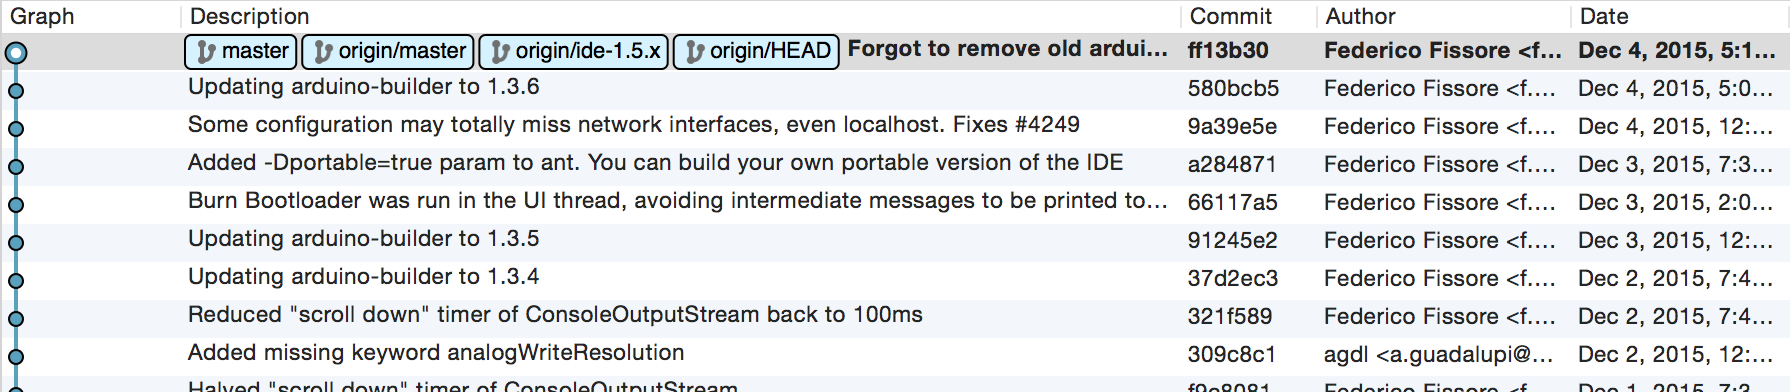 Graph Description Commit Author Date
master origin/master origin/ide-1.5.x origin/HEAD Forgot to remove old ardui... ff13b30 Federico Fissore <f... Dec 4, 2015, 5:1...
Updating arduino-builder to 1.3.6 580bcb5 Federico Fissore <f.... Dec 4, 2015, 5:0...
Some configuration may totally miss network interfaces, even localhost. Fixes #4249 9a39e5e Federico Fissore <f.... Dec 4, 2015, 12:...
Added -Dportable=true param to ant. You can build your own portable version of the IDE a284871 Federico Fissore <f.... Dec 3, 2015, 7:3...
Burn Bootloader was run in the UI thread, avoiding intermediate messages to be printed to... 66117a5 Federico Fissore <f.... Dec 3, 2015, 2:0...
Updating arduino-builder to 1.3.5 91245e2 Federico Fissore <f.... Dec 3, 2015, 12:...
Updating arduino-builder to 1.3.4 37d2ec3 Federico Fissore <f.... Dec 2, 2015, 7:4...
Reduced "scroll down" timer of ConsoleOutputStream back to 100ms 321f589 Federico Fissore <f.... Dec 2, 2015, 7:4...
Added missing keyword analogWriteResolution 309c8c1 agdl <a.guadalupi@... Dec 2, 2015, 12:...
Halved "scroll down" timer of ConsoleOutputStream Federico Fissore <f.... Dec 1, 2015, 7:3...